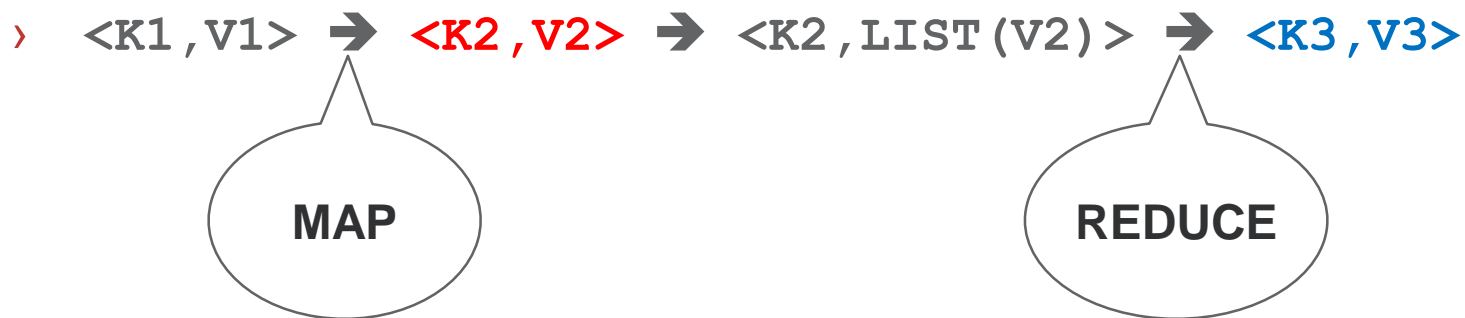 › <K1,V1> ➔ <K2,V2> ➔ <K2,LIST(V2)> ➔ <K3,V3>
MAP
REDUCE